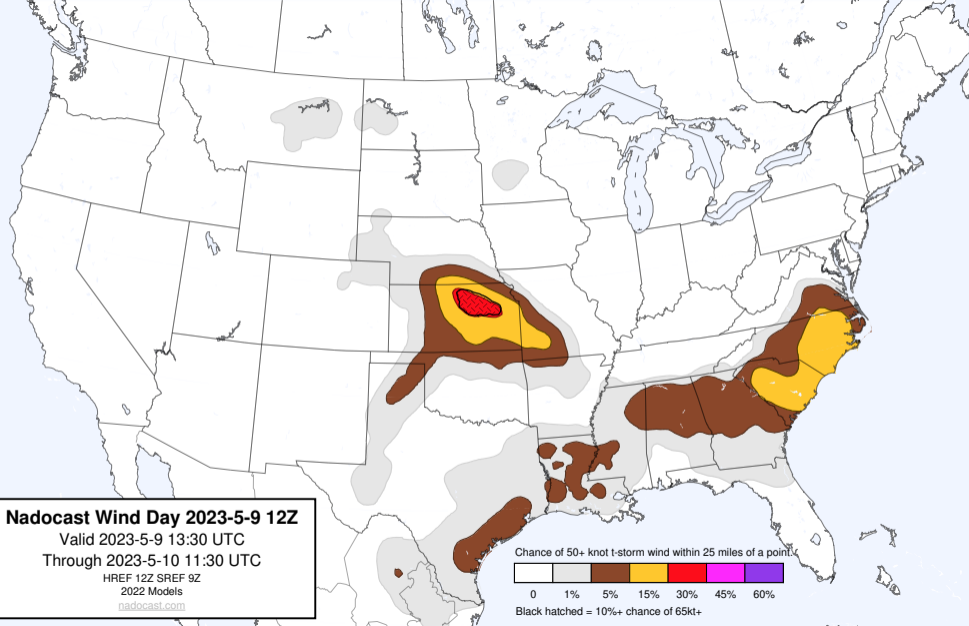 Nadocast Wind Day 2023-5-9 12Z
Valid 2023-5-9 13:30 UTC
Through 2023-5-10 11:30 UTC
HREF 12Z SREF 9Z
2022 Models
nadocast.com
Chance of 50+ knot t-storm wind within 25 miles of a point.
0 1% 5% 15% 30% 45% 60%
Black hatched = 10%+ chance of 65kt+